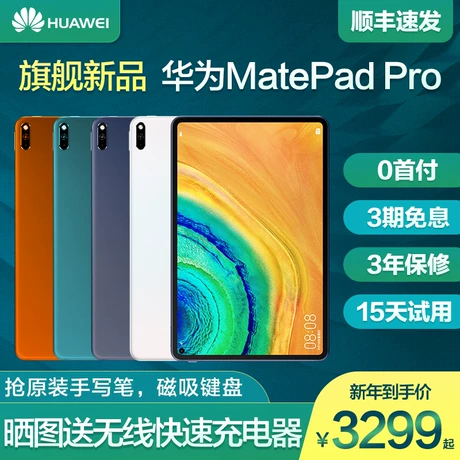 HUAWEI
顺丰速发
旗舰新品 华为MatePad Pro
0首付
3期免息
3年保修
15天试用
08:08
抢原装手写笔，磁吸键盘
新年到手价
晒图送无线快速充电器
¥3299起